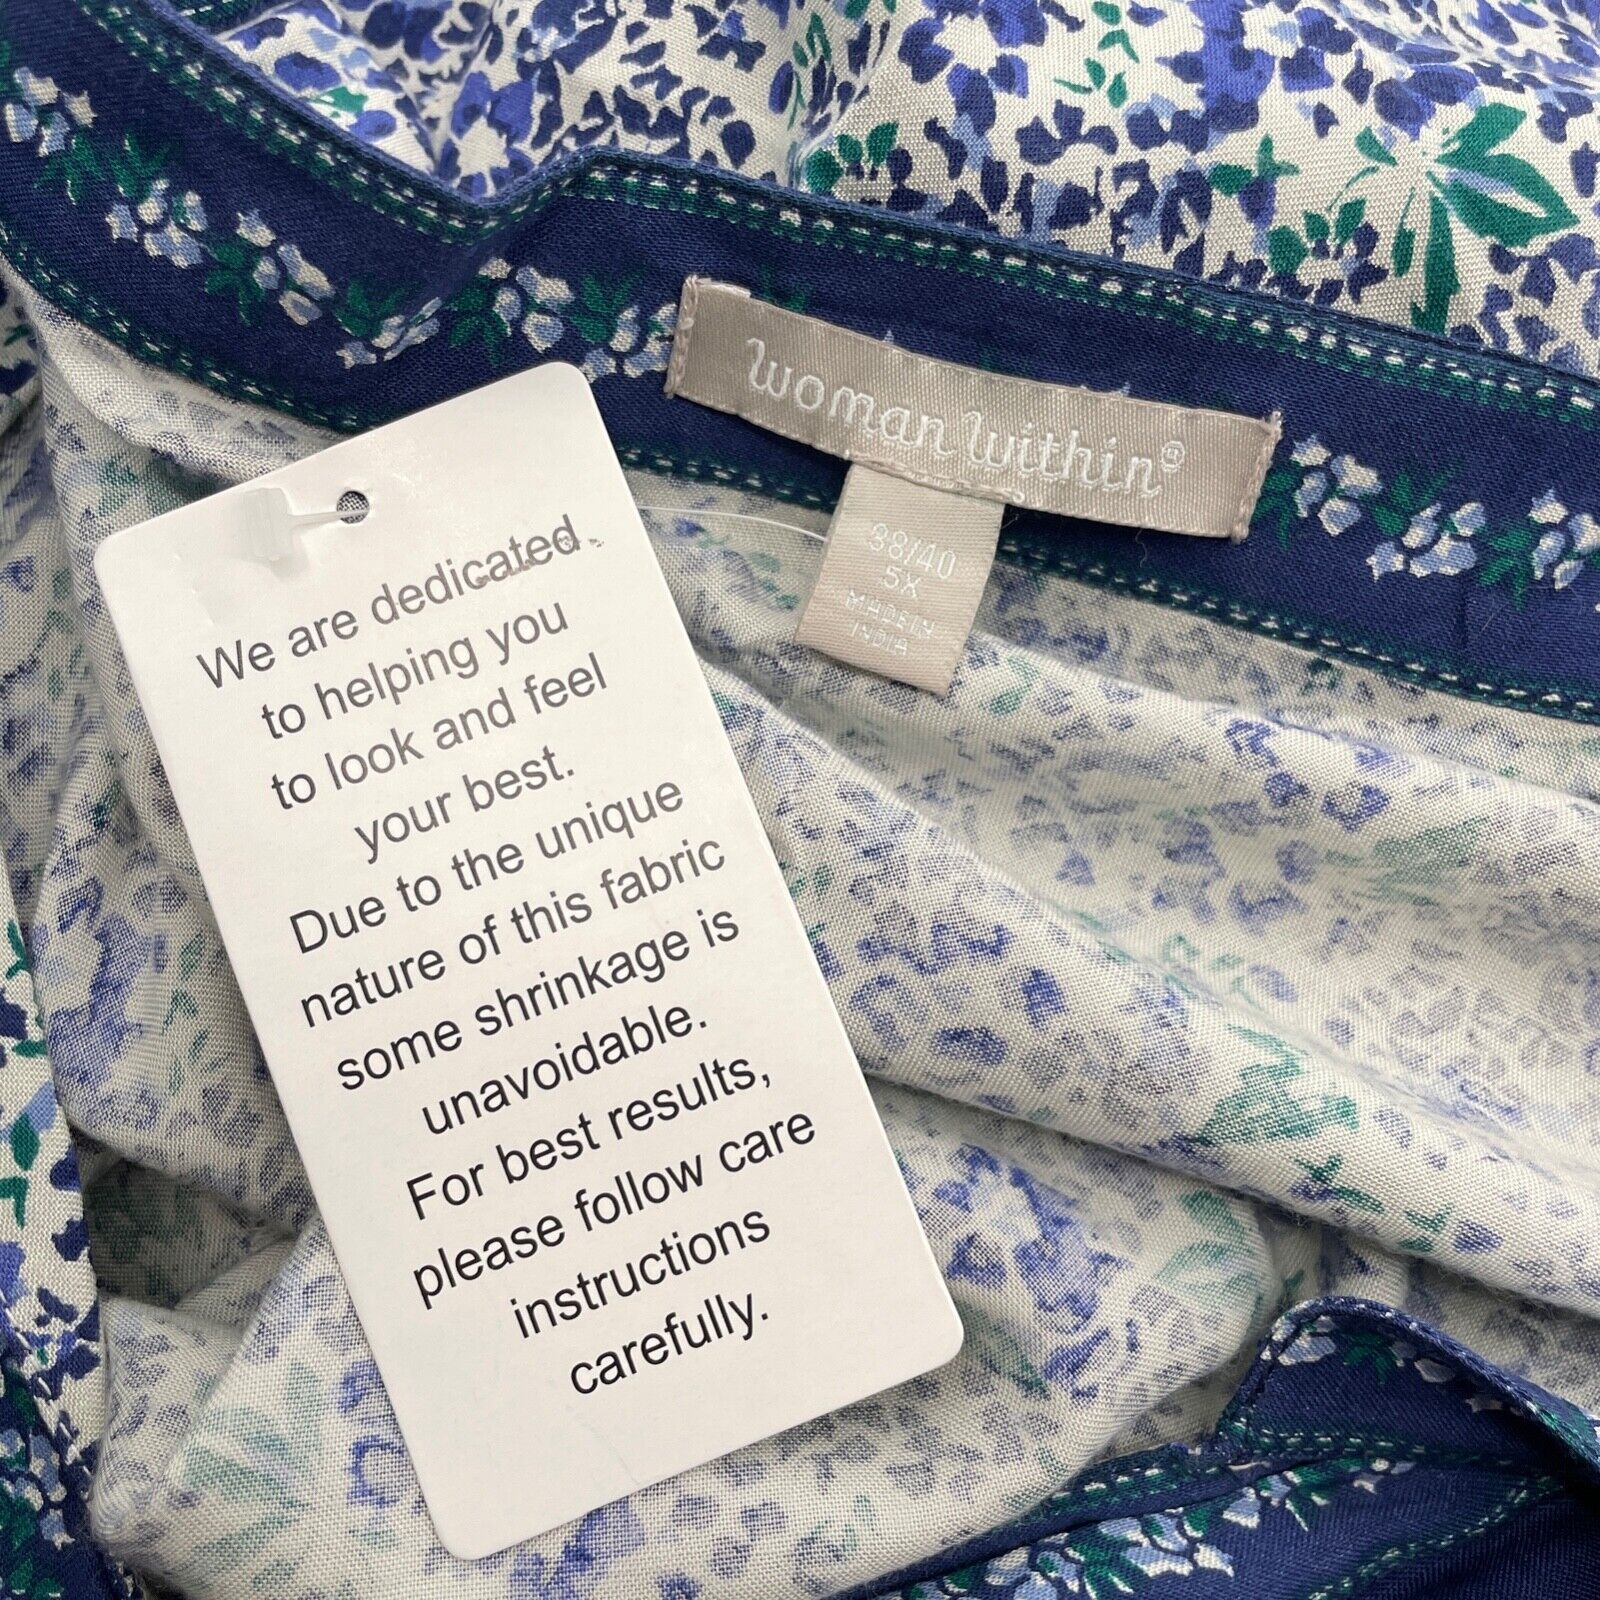 woman within®
38/40
5X
MADE IN
INDIA
We are dedicated
to helping you
to look and feel
your best.
Due to the unique
nature of this fabric
some shrinkage is
unavoidable.
For best results,
please follow care
instructions
carefully.